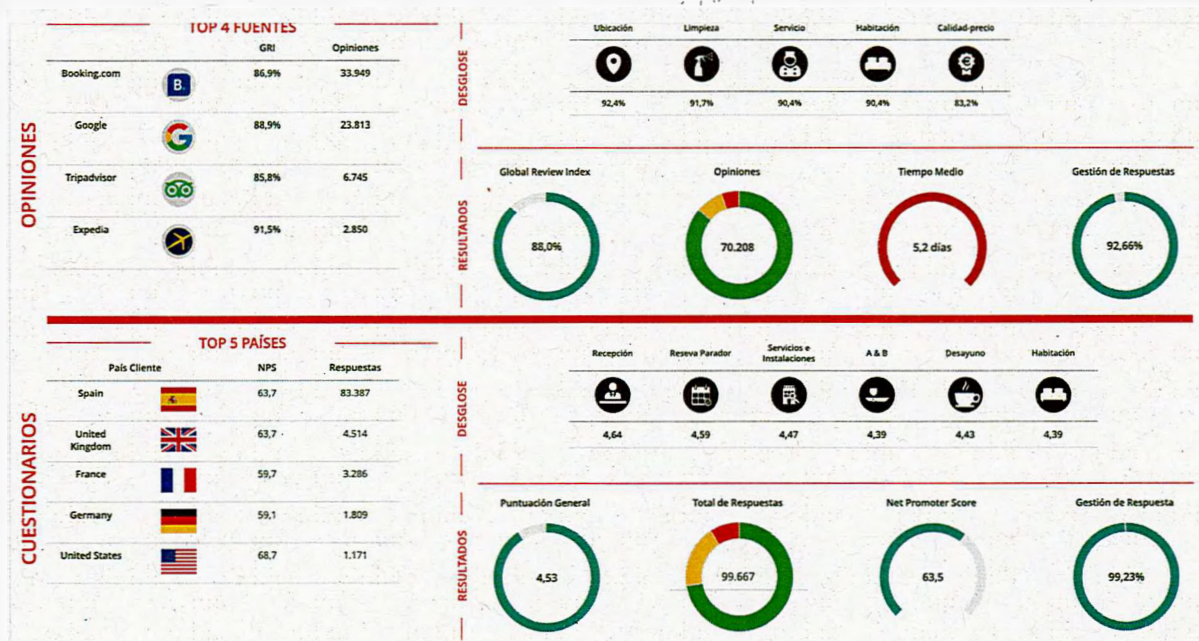 OPINIONES
TOP 4 FUENTES
GRI Opiniones
Booking.com B. 86,9% 33.949
Google G 88,9% 23.813
Tripadvisor 85,8% 6.745
Expedia 91,5% 2.850
DESGLOSE
Ubicación Limpieza Servicio Habitación Calidad-precio
92,4% 91,7% 90,4% 90,4% 83,2%
RESULTADOS
Global Review Index Opiniones Tiempo Medio Gestión de Respuestas
88,0% 70.208 5,2 días 92,66%
CUESTIONARIOS
TOP 5 PAÍSES
País Cliente NPS Respuestas
Spain 63,7 83.387
United
Kingdom 63,7 4.514
France 59,7 3.286
Germany 59,1 1.809
United States 68,7 1.171
DESGLOSE
Recepción Reseva Parador Servicios e
Instalaciones A & B Desayuno Habitación
4,64 4,59 4,47 4,39 4,43 4,39
RESULTADOS
Puntuación General Total de Respuestas Net Promoter Score Gestión de Respuesta
4,53 99.667 63,5 99,23%